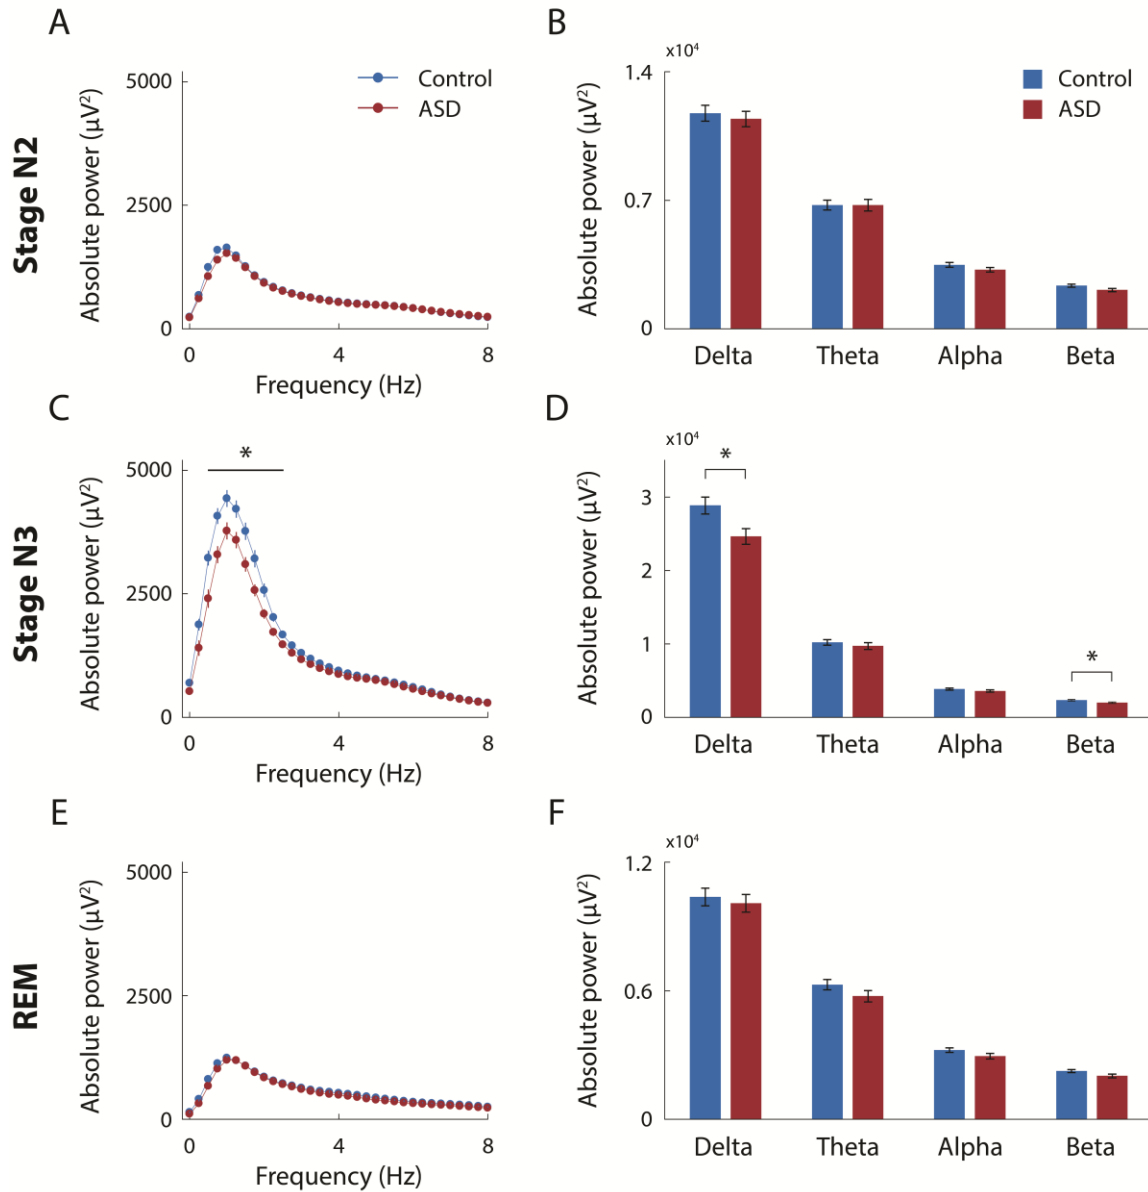 A
B
Stage N2
Absolute power (µV²)
5000
2500
0
Control
ASD
0 4 8
Frequency (Hz)
x10⁴
Absolute power (µV²)
1.4
0.7
0
Control
ASD
Delta Theta Alpha Beta
C
D
Stage N3
Absolute power (µV²)
5000
2500
0
*
0 4 8
Frequency (Hz)
x10⁴
Absolute power (µV²)
3
2
1
0
*
*
Delta Theta Alpha Beta
E
F
REM
Absolute power (µV²)
5000
2500
0
0 4 8
Frequency (Hz)
x10⁴
Absolute power (µV²)
1.2
0.6
0
Delta Theta Alpha Beta